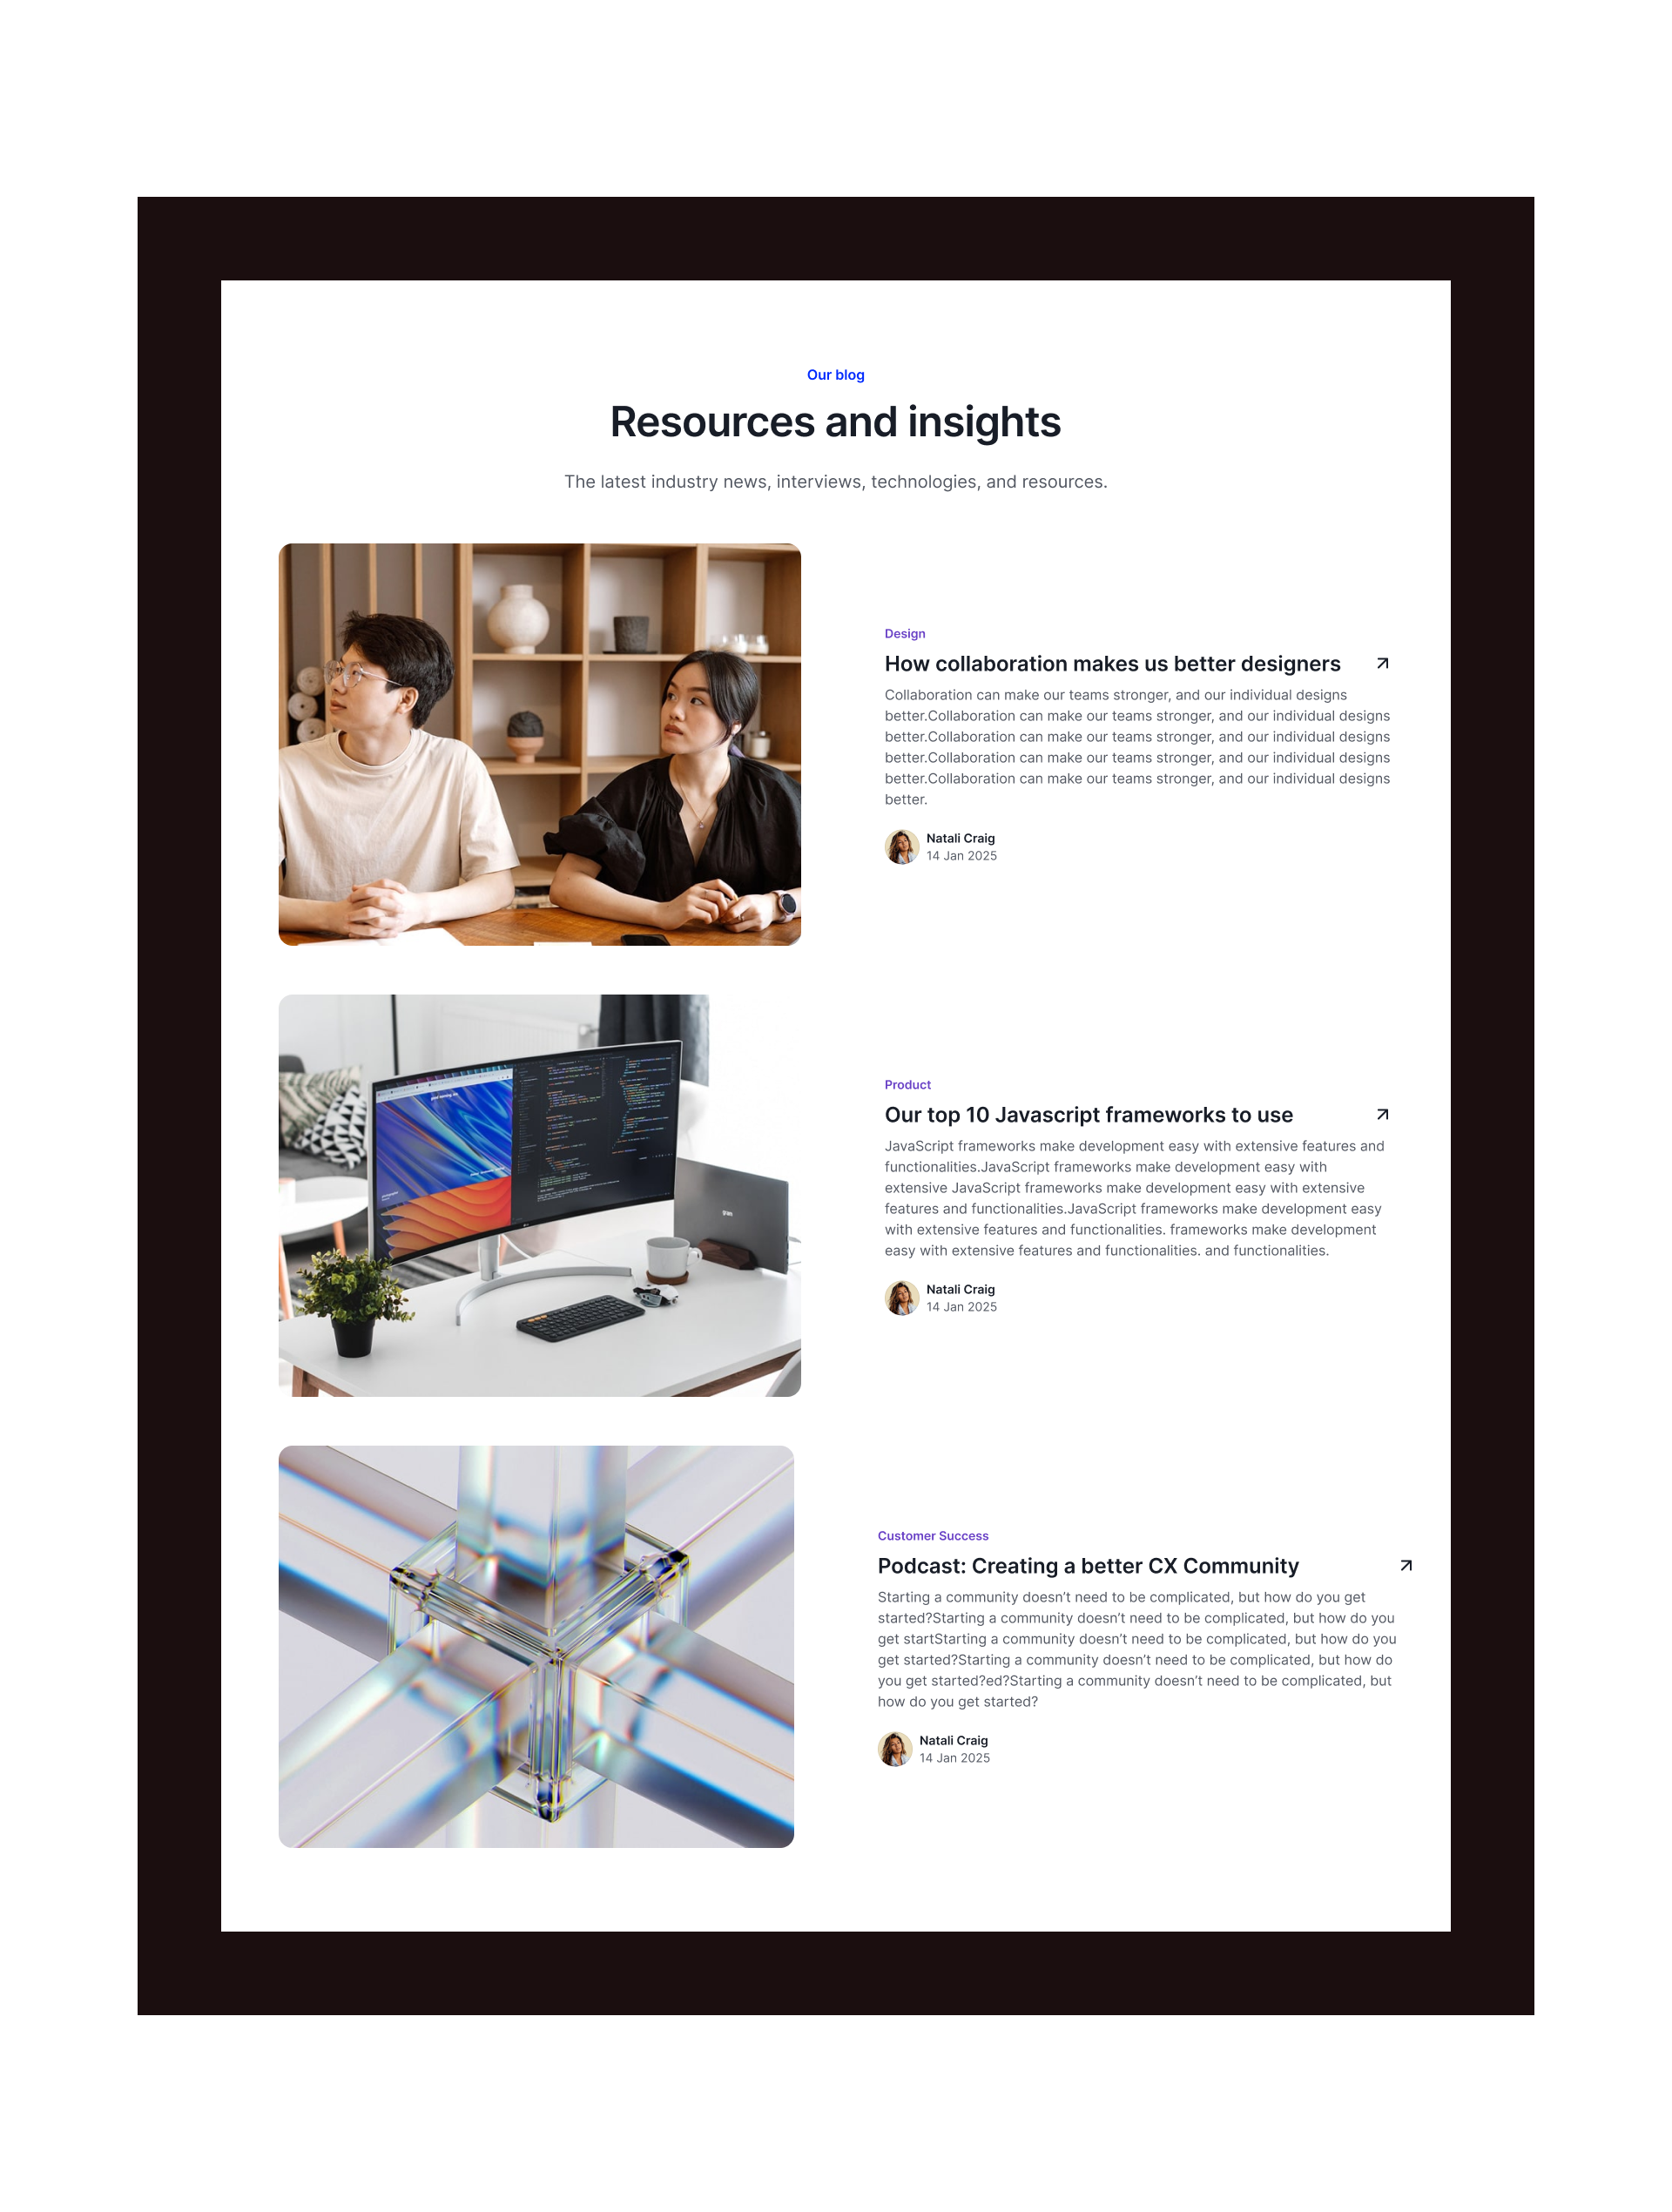 Our blog
Resources and insights
The latest industry news, interviews, technologies, and resources.
Design
How collaboration makes us better designers
Collaboration can make our teams stronger, and our individual designs
better.Collaboration can make our teams stronger, and our individual designs
better.Collaboration can make our teams stronger, and our individual designs
better.Collaboration can make our teams stronger, and our individual designs
better.Collaboration can make our teams stronger, and our individual designs
better.
Natali Craig
14 Jan 2025
Product
Our top 10 Javascript frameworks to use
JavaScript frameworks make development easy with extensive features and
functionalities.JavaScript frameworks make development easy with
extensive JavaScript frameworks make development easy with extensive
features and functionalities.JavaScript frameworks make development easy
with extensive features and functionalities. frameworks make development
easy with extensive features and functionalities. and functionalities.
Natali Craig
14 Jan 2025
Customer Success
Podcast: Creating a better CX Community
Starting a community doesn’t need to be complicated, but how do you get
started?Starting a community doesn’t need to be complicated, but how do you
get startStarting a community doesn’t need to be complicated, but how do you
get started?Starting a community doesn’t need to be complicated, but how do
you get started?ed?Starting a community doesn’t need to be complicated, but
how do you get started?
Natali Craig
14 Jan 2025